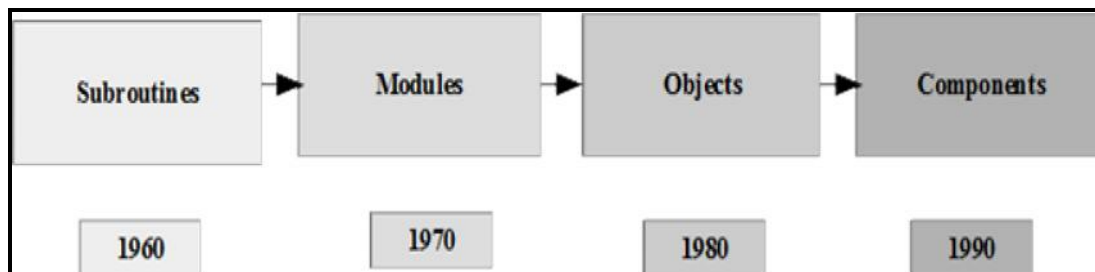 Subroutines
Modules
Objects
Components
1960
1970
1980
1990